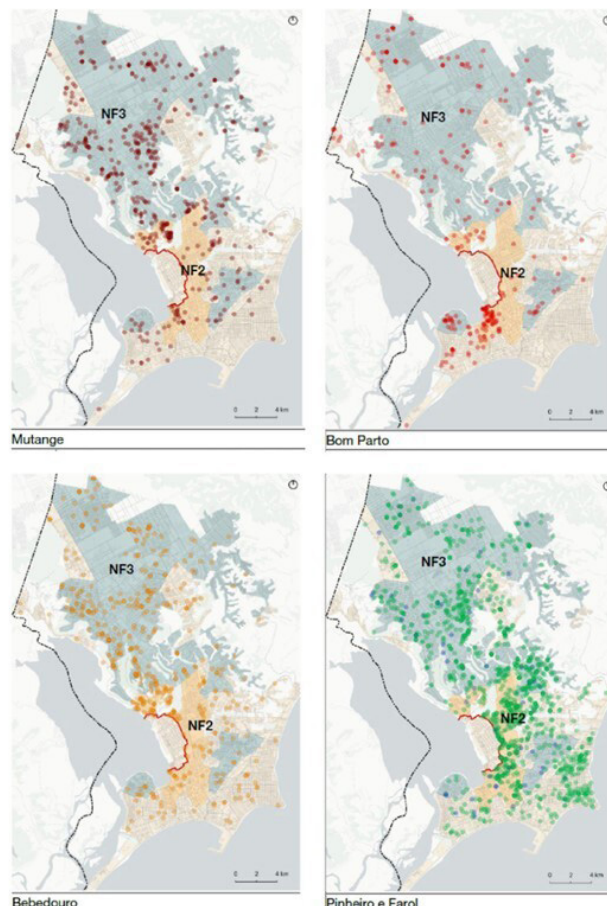 NF3
NF2
0 2 4 km
Mutange
NF3
NF2
0 2 4 km
Bom Parto
NF3
NF2
0 2 4 km
Bebedouro
NF3
NF2
0 2 4 km
Pinheiro e Farol